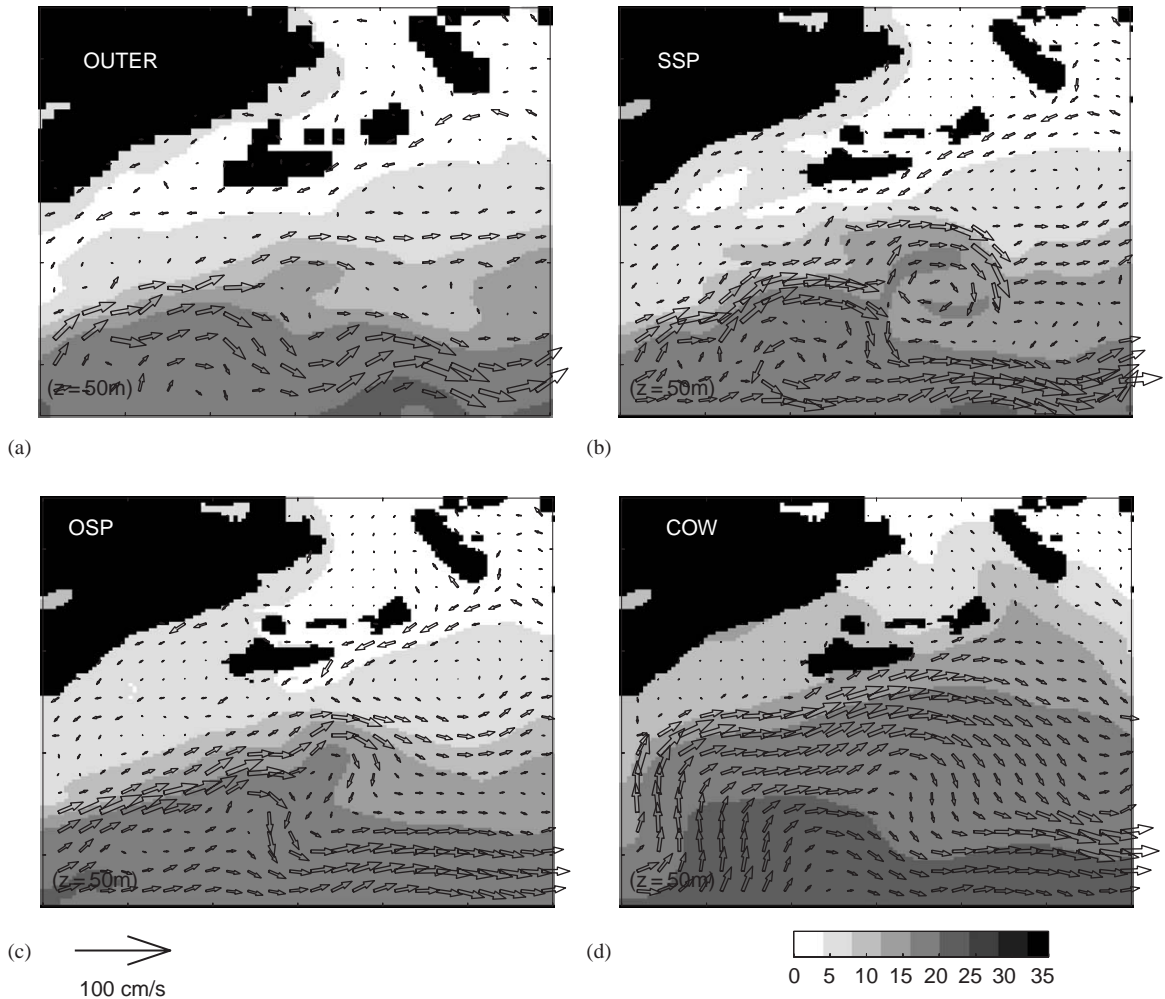 OUTER
(z = 50m)
(a)
SSP
(z = 50m)
(b)
OSP
(z = 50m)
(c)
COW
(z = 50m)
(d)
100 cm/s
0 5 10 15 20 25 30 35